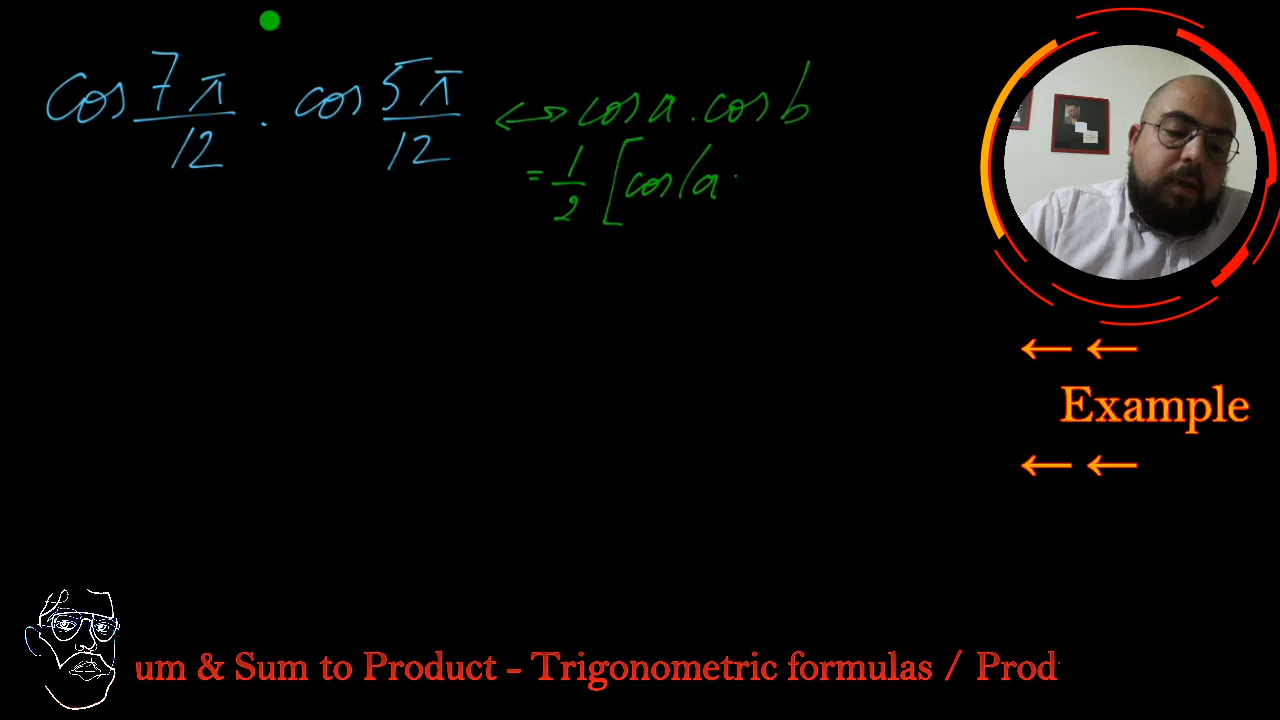 cos 7π/12 . cos 5π/12 ↔ cos a . cos b
= 1/2 [cos(a
← ←
Example
← ←
um & Sum to Product - Trigonometric formulas / Prod